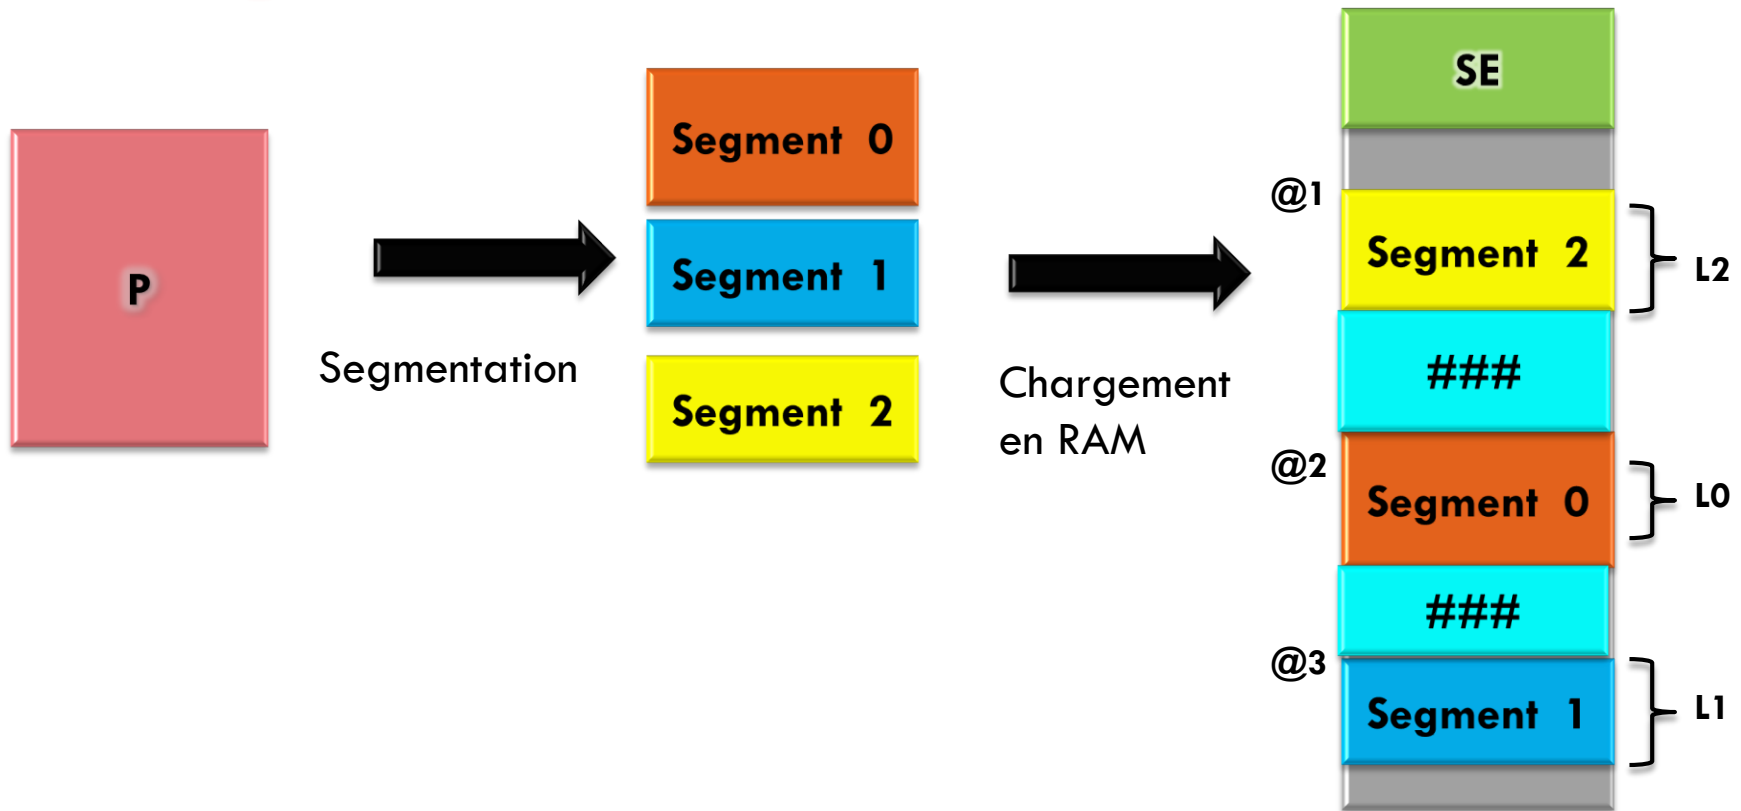 P
Segmentation
Segment 0
Segment 1
Segment 2
Chargement
en RAM
SE
@1
Segment 2
L2
###
@2
Segment 0
L0
###
@3
Segment 1
L1